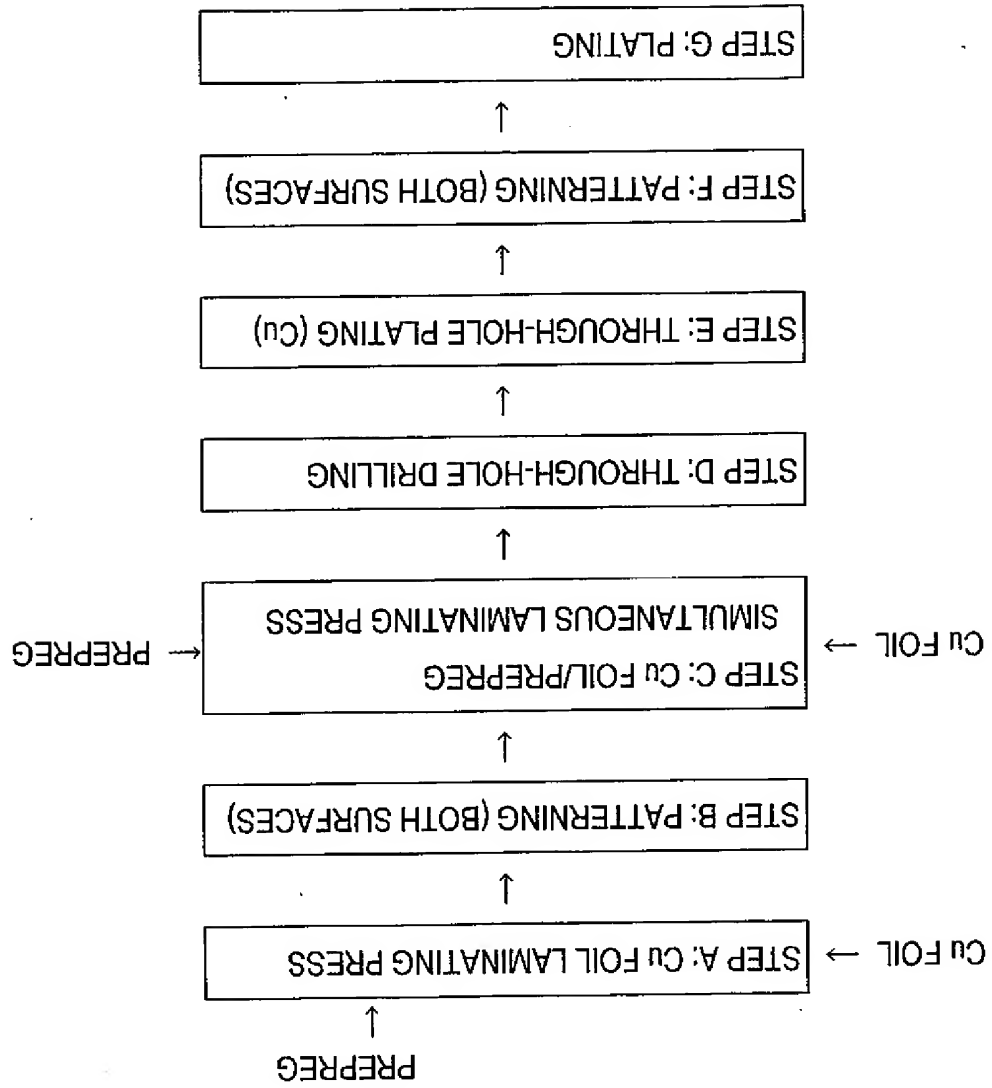 PREPREG
Cu FOIL
STEP A: Cu FOIL LAMINATING PRESS
STEP B: PATTERNING (BOTH SURFACES)
Cu FOIL
STEP C: Cu FOIL/PREPREG
SIMULTANEOUS LAMINATING PRESS
PREPREG
STEP D: THROUGH-HOLE DRILLING
STEP E: THROUGH-HOLE PLATING (Cu)
STEP F: PATTERNING (BOTH SURFACES)
STEP G: PLATING